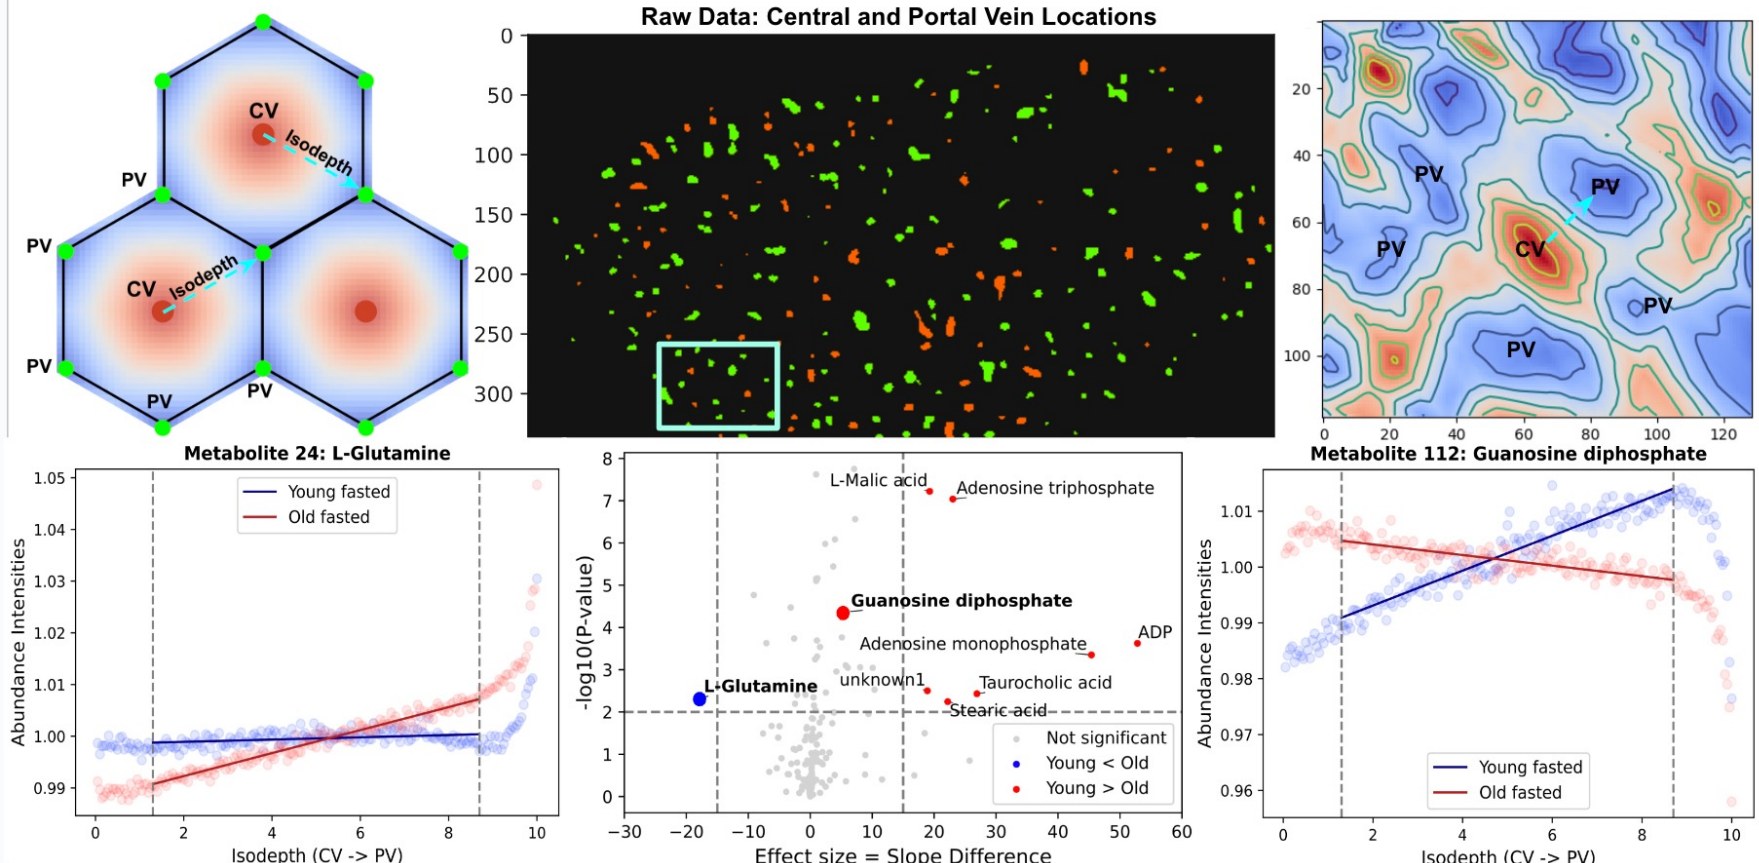 CV
Isodepth
PV
PV
CV
Isodepth
PV
PV
PV
Raw Data: Central and Portal Vein Locations
0
50
100
150
200
250
300
20
40
60
80
100
0 20 40 60 80 100 120
PV
PV
PV
CV
PV
PV
Metabolite 24: L-Glutamine
Abundance Intensities
1.05
1.04
1.03
1.02
1.01
1.00
0.99
Young fasted
Old fasted
0 2 4 6 8 10
Isodepth (CV -> PV)
-log10(P-value)
8
7
6
5
4
3
2
1
0
L-Malic acid
Adenosine triphosphate
Guanosine diphosphate
ADP
Adenosine monophosphate
unknown1
Taurocholic acid
L-Glutamine
Stearic acid
Not significant
Young < Old
Young > Old
−30 −20 −10 0 10 20 30 40 50 60
Effect size = Slope Difference
Metabolite 112: Guanosine diphosphate
Abundance Intensities
1.01
1.00
0.99
0.98
0.97
0.96
Young fasted
Old fasted
0 2 4 6 8 10
Isodepth (CV -> PV)